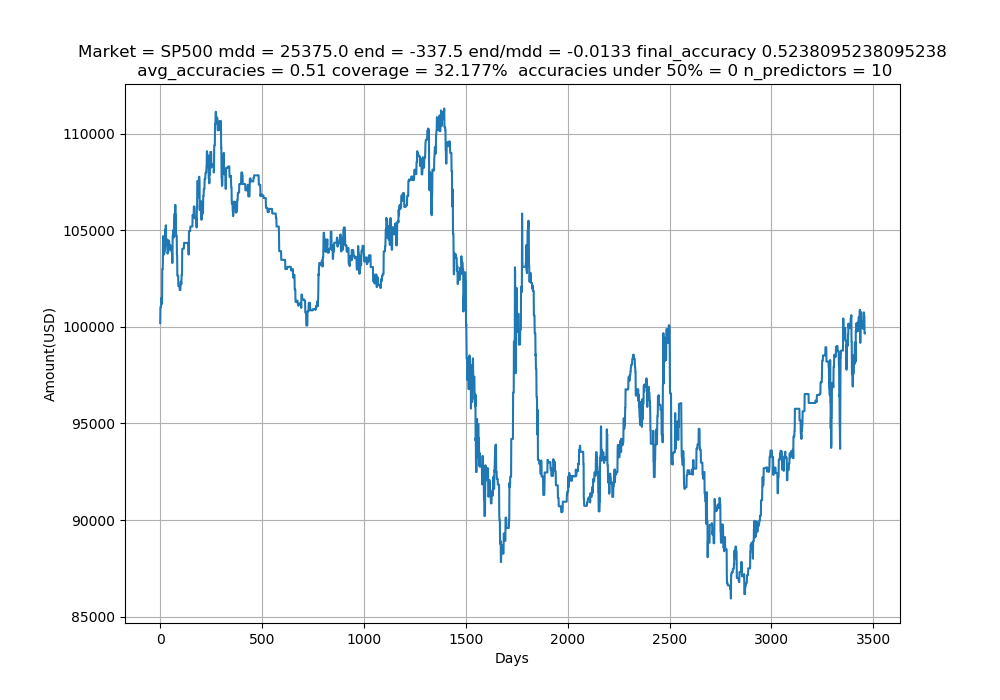 Market = SP500 mdd = 25375.0 end = -337.5 end/mdd = -0.0133 final_accuracy 0.5238095238095238
avg_accuracies = 0.51 coverage = 32.177%  accuracies under 50% = 0 n_predictors = 10
110000
105000
100000
95000
90000
85000
Amount(USD)
0 500 1000 1500 2000 2500 3000 3500
Days